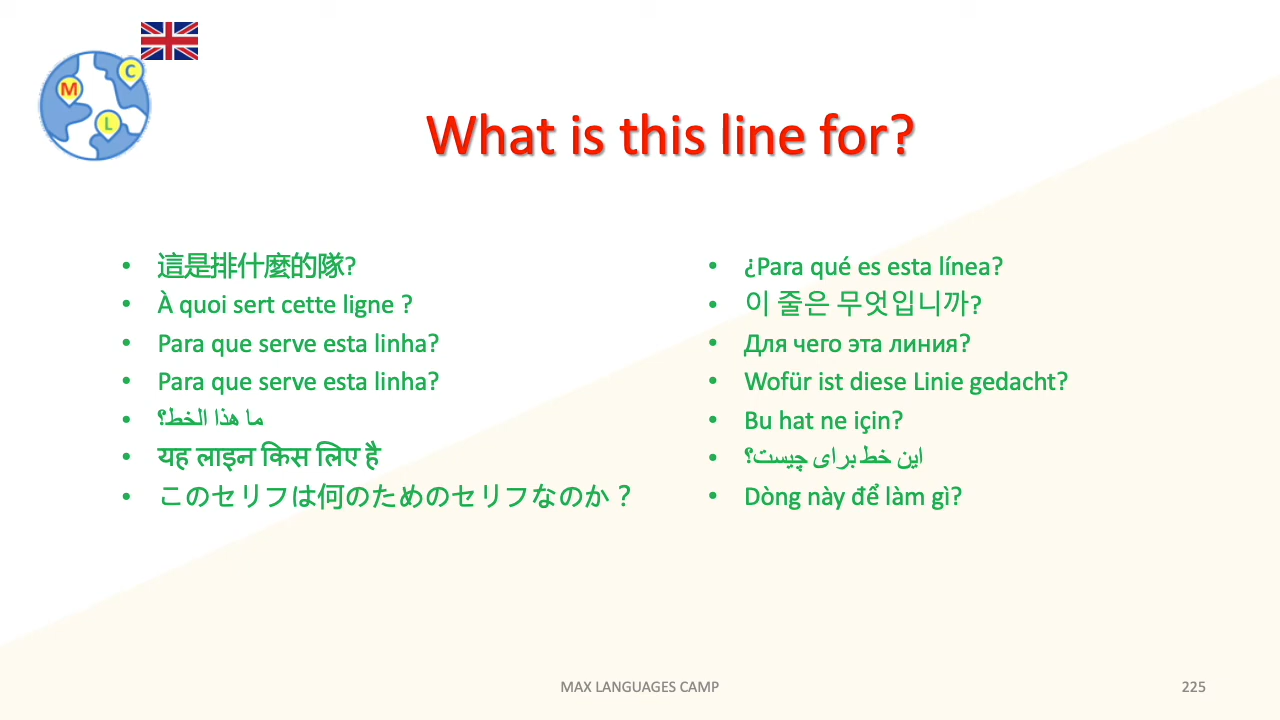 M
C
L
What is this line for?
• 這是排什麼的隊?
• À quoi sert cette ligne ?
• Para que serve esta linha?
• Para que serve esta linha?
• ما هذا الخط؟
• यह लाइन किस लिए है
• このセリフは何のためのセリフなのか？
• ¿Para qué es esta línea?
• 이 줄은 무엇입니까?
• Для чего эта линия?
• Wofür ist diese Linie gedacht?
• Bu hat ne için?
• این خط برای چیست؟
• Dòng này để làm gì?
MAX LANGUAGES CAMP
225